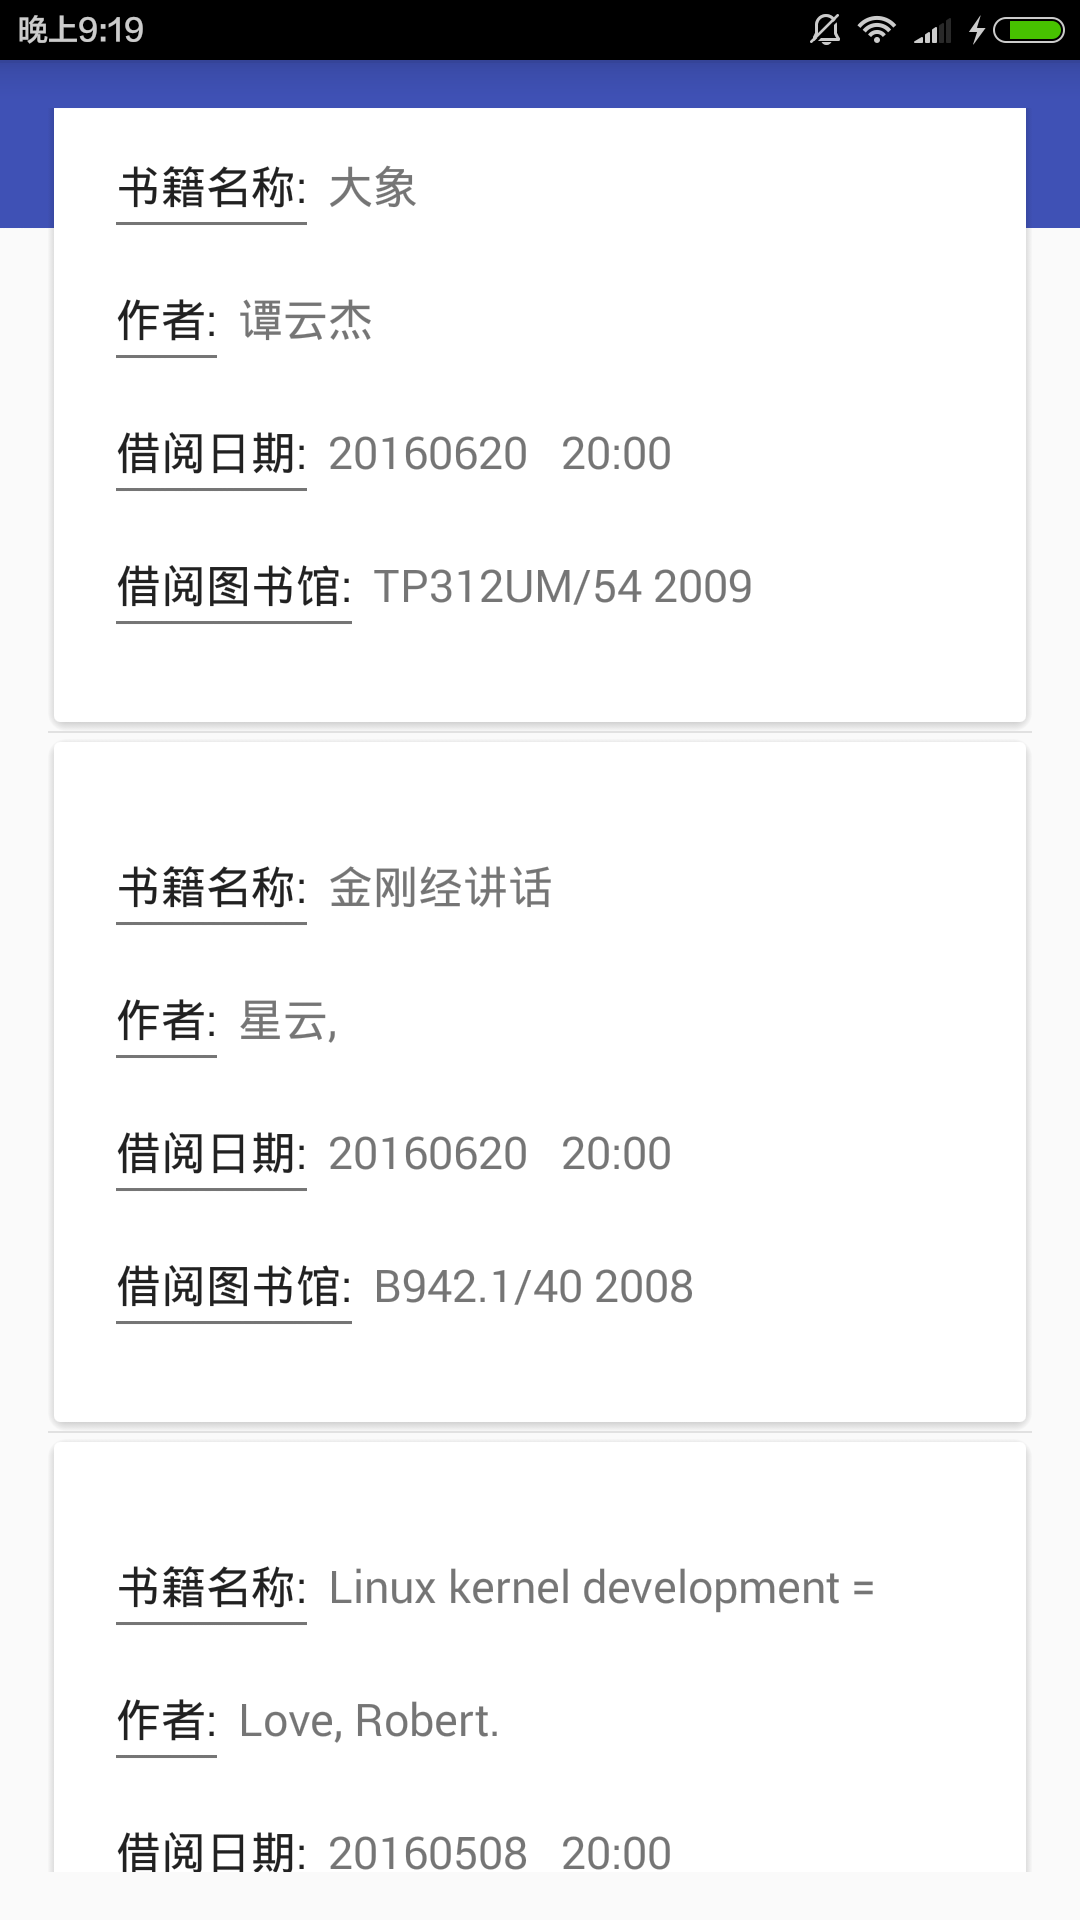 晚上9:19
书籍名称: 大象
作者: 谭云杰
借阅日期: 20160620 20:00
借阅图书馆: TP312UM/54 2009
书籍名称: 金刚经讲话
作者: 星云,
借阅日期: 20160620 20:00
借阅图书馆: B942.1/40 2008
书籍名称: Linux kernel development =
作者: Love, Robert.
借阅日期: 20160508 20:00